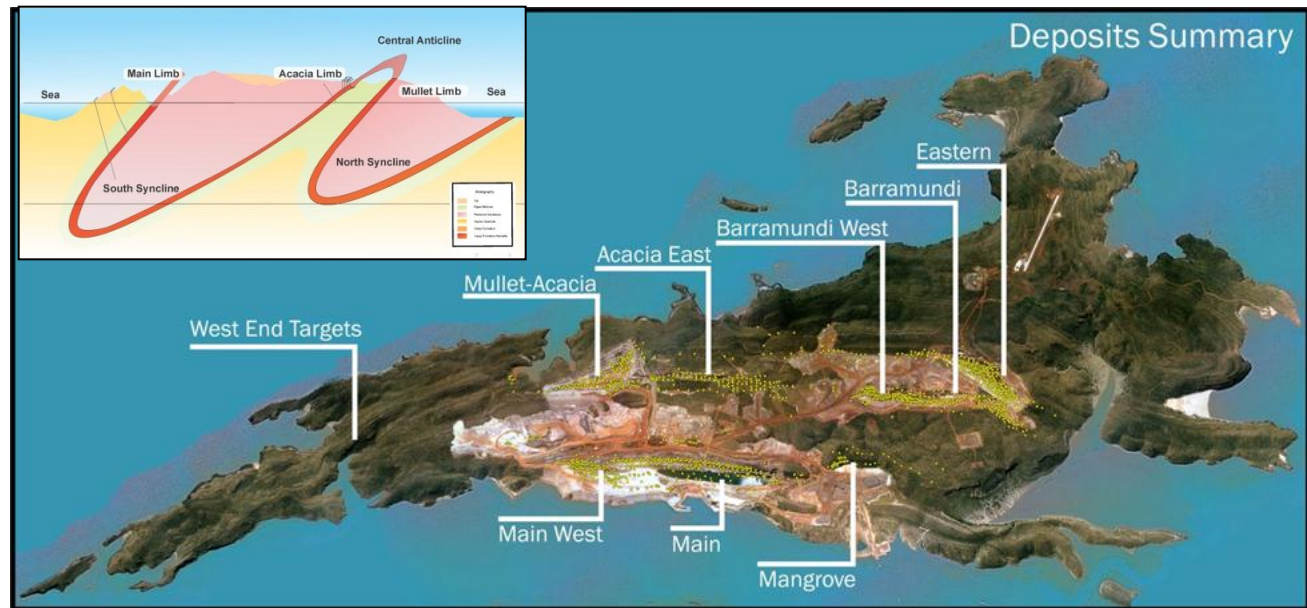 Deposits Summary
Central Anticline
Main Limb
Acacia Limb
Sea
Mullet Limb
Sea
North Syncline
South Syncline
Eastern
Barramundi
Barramundi West
Acacia East
Mullet-Acacia
West End Targets
Main West
Main
Mangrove